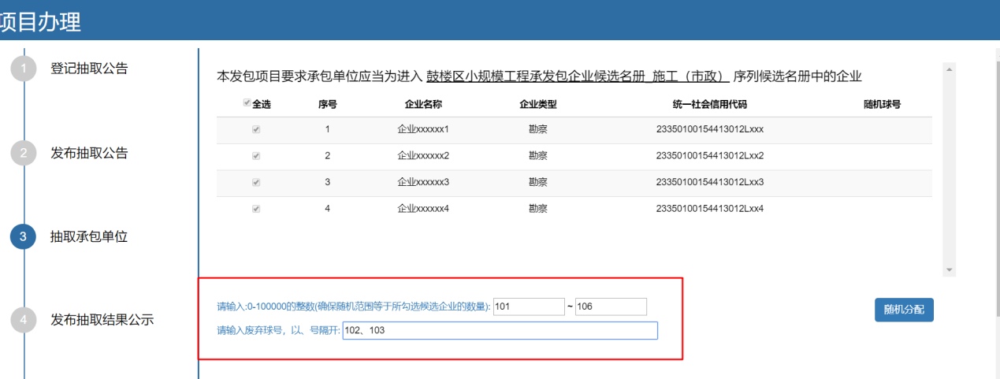 项目办理
1 登记抽取公告
2 发布抽取公告
3 抽取承包单位
4 发布抽取结果公示
本发包项目要求承包单位应当为进入 鼓楼区小规模工程承发包企业候选名册_施工（市政） 序列候选名册中的企业
全选 序号 企业名称 企业类型 统一社会信用代码 随机球号
1 企业xxxxxx1 勘察 23350100154413012Lxxx
2 企业xxxxxx2 勘察 23350100154413012Lxx2
3 企业xxxxxx3 勘察 23350100154413012Lxx3
4 企业xxxxxx4 勘察 23350100154413012Lxx4
请输入:0-100000的整数(确保随机范围等于所勾选候选企业的数量): 101 ~ 106
随机分配
请输入废弃球号，以、号隔开: 102、103